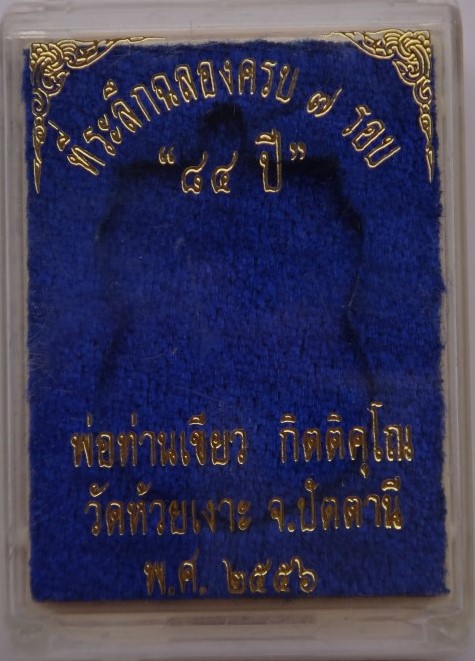 ที่ระลึกฉลองครบ ๗ รอบ
“๘๔ ปี”
พ่อท่านเขียว กิตติคุโณ
วัดห้วยเงาะ จ.ปัตตานี
พ.ศ. ๒๕๕๖